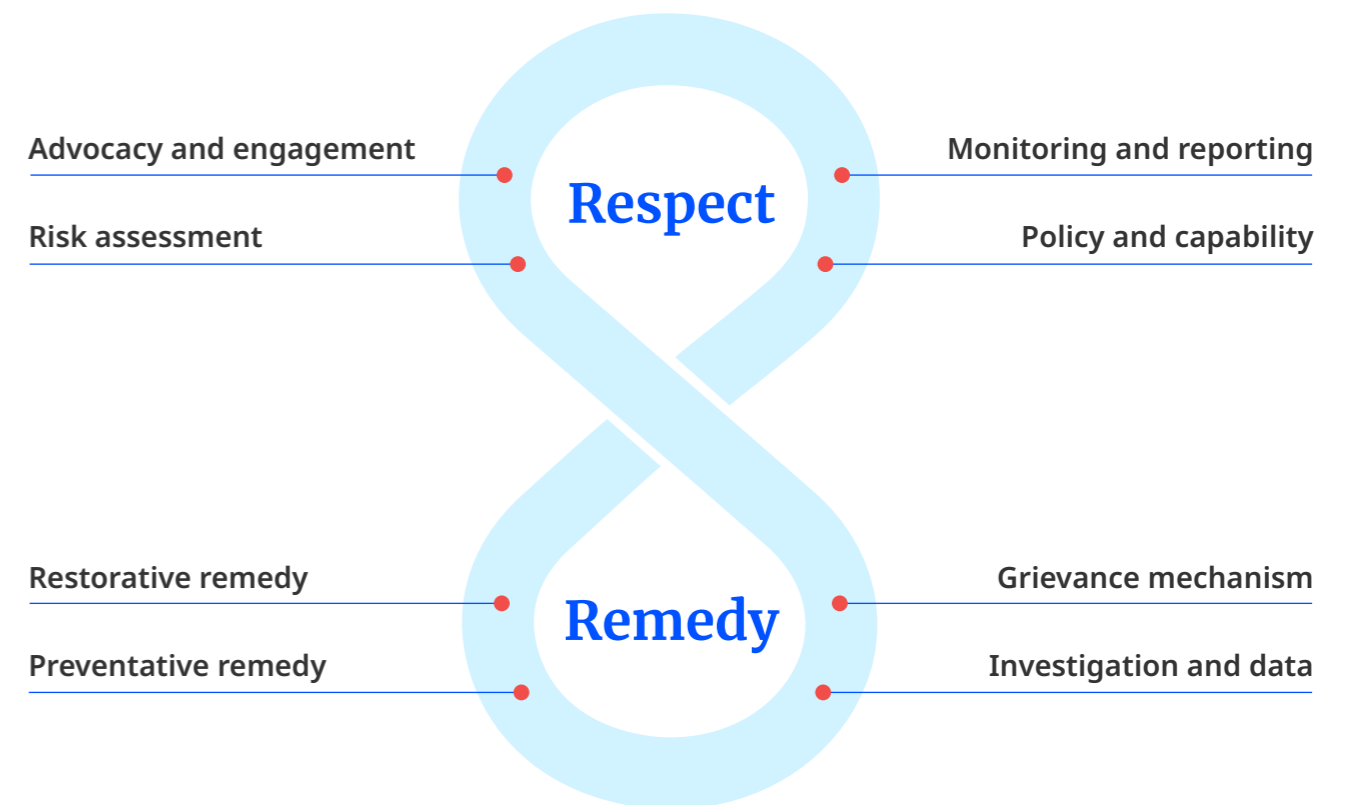 Advocacy and engagement
Monitoring and reporting
Respect
Risk assessment
Policy and capability
Restorative remedy
Grievance mechanism
Remedy
Preventative remedy
Investigation and data